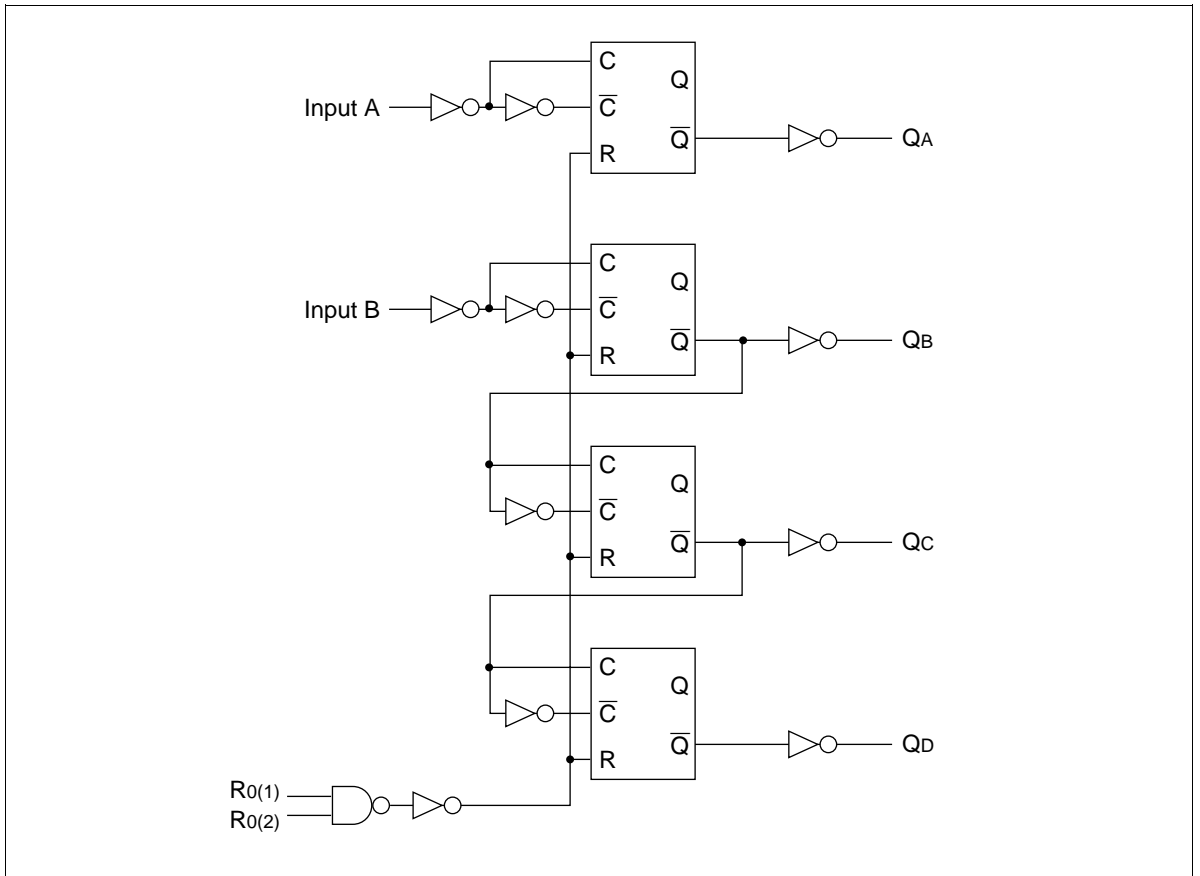 C
Q
Input A
C̅
Q̅
QA
R
C
Q
Input B
C̅
Q̅
QB
R
C
Q
C̅
Q̅
QC
R
C
Q
C̅
Q̅
QD
R
R0(1)
R0(2)